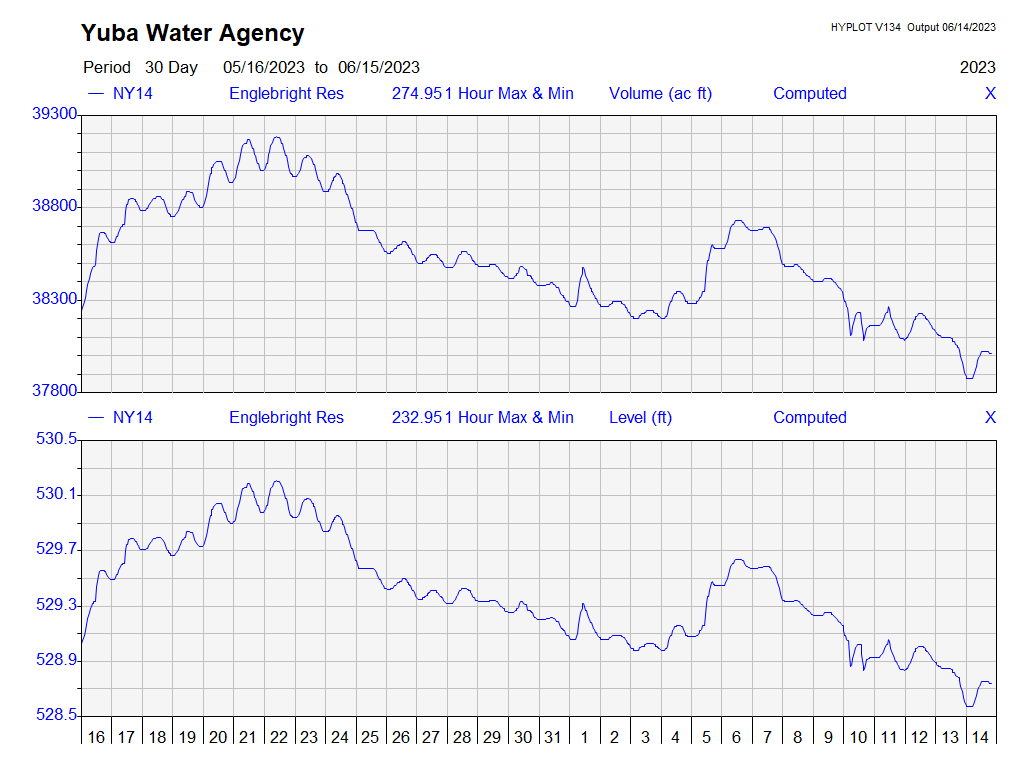 Yuba Water Agency
HYPLOT V134 Output 06/14/2023
Period 30 Day 05/16/2023 to 06/15/2023 2023
NY14 Englebright Res 274.951 Hour Max & Min Volume (ac ft) Computed X
39300
38800
38300
37800
NY14 Englebright Res 232.951 Hour Max & Min Level (ft) Computed X
530.5
530.1
529.7
529.3
528.9
528.5
16 17 18 19 20 21 22 23 24 25 26 27 28 29 30 31 1 2 3 4 5 6 7 8 9 10 11 12 13 14